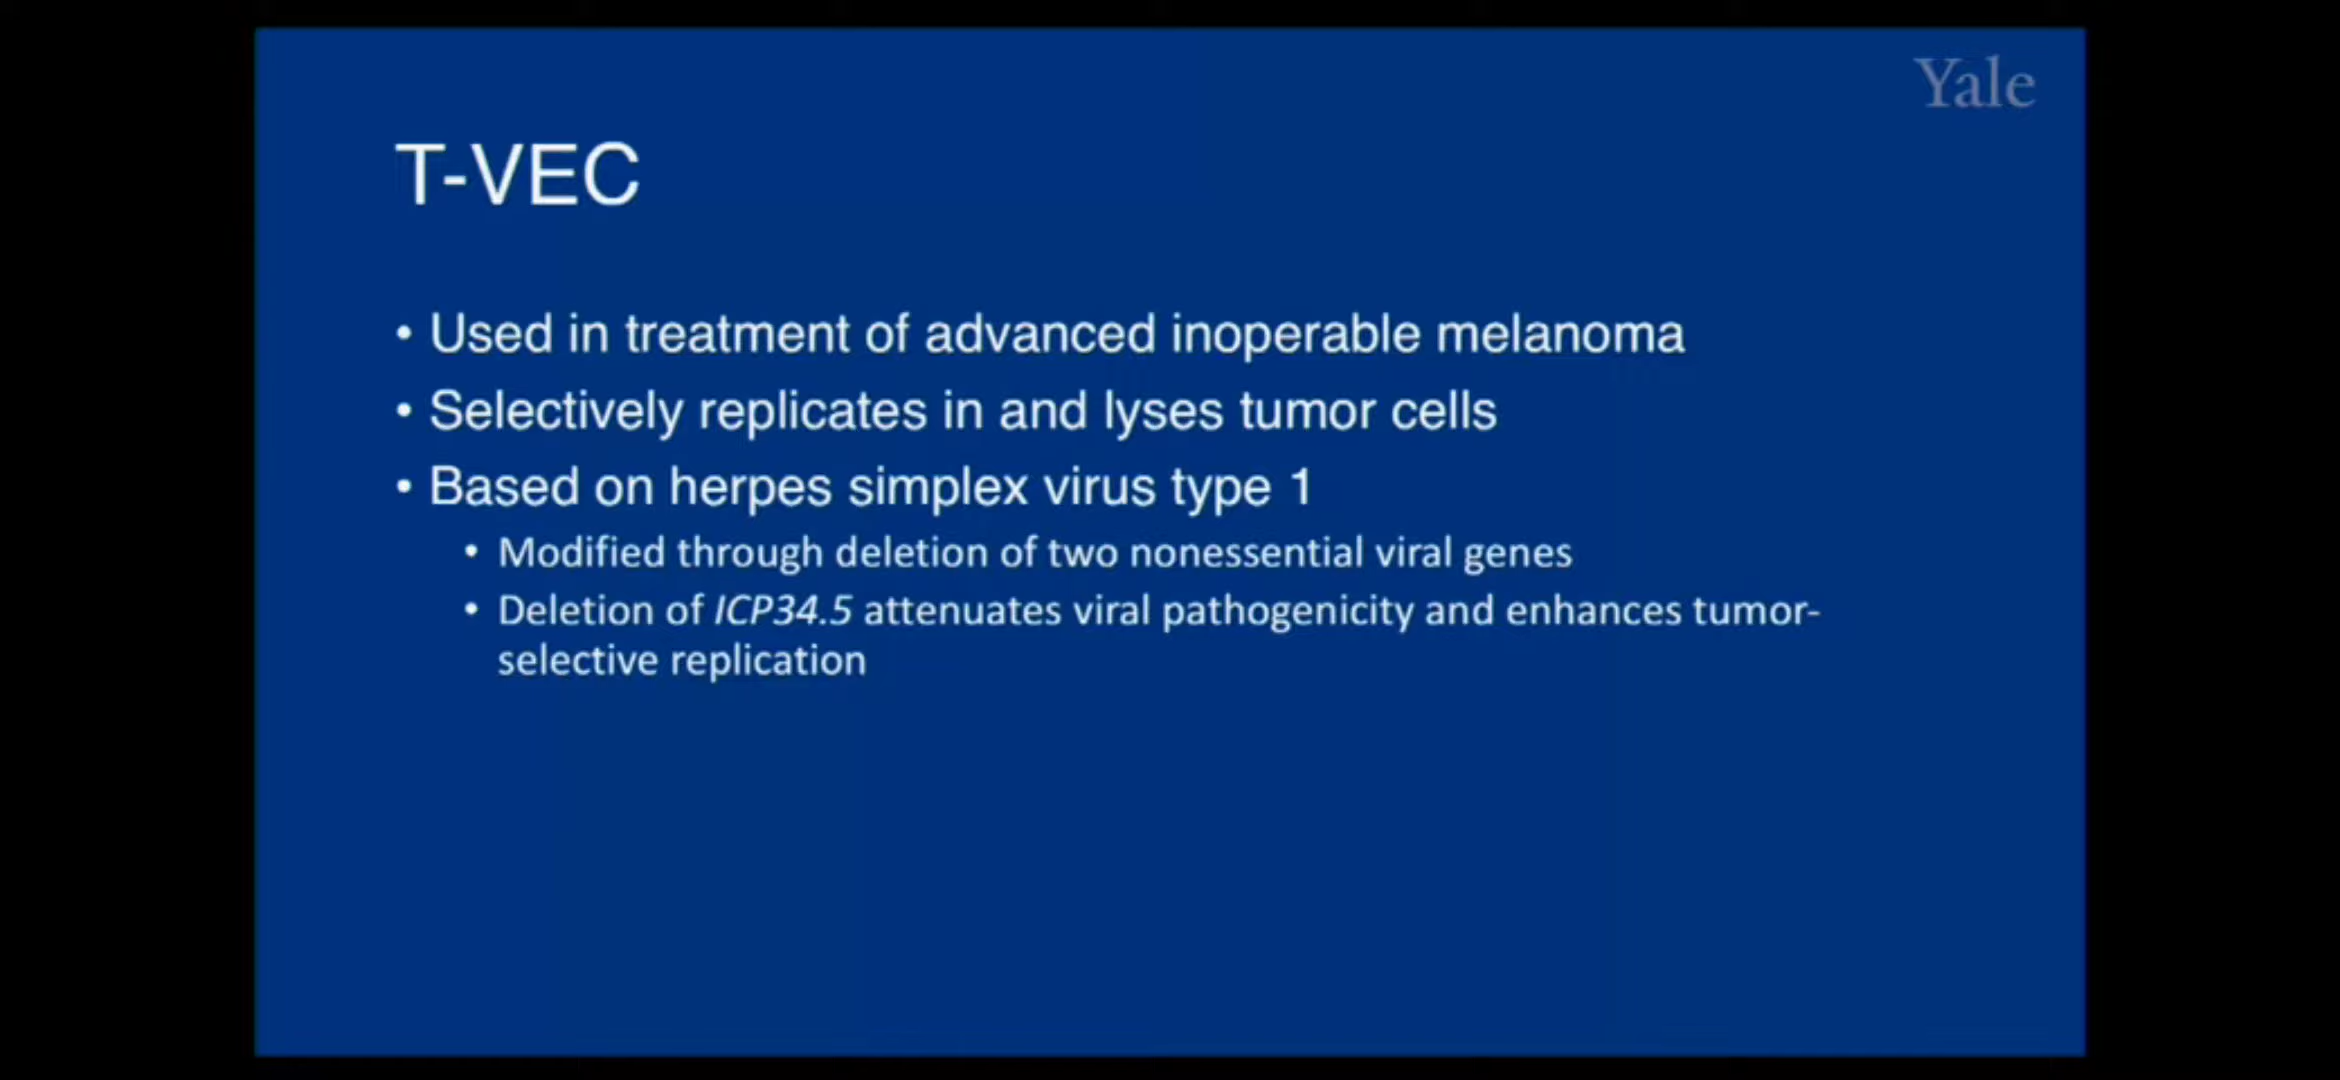 Yale
T-VEC
• Used in treatment of advanced inoperable melanoma
• Selectively replicates in and lyses tumor cells
• Based on herpes simplex virus type 1
• Modified through deletion of two nonessential viral genes
• Deletion of ICP34.5 attenuates viral pathogenicity and enhances tumor-
selective replication